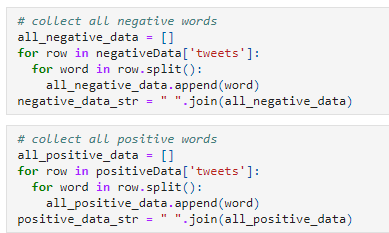 # collect all negative words
all_negative_data = []
for row in negativeData['tweets']:
  for word in row.split():
    all_negative_data.append(word)
negative_data_str = " ".join(all_negative_data)
# collect all positive words
all_positive_data = []
for row in positiveData['tweets']:
  for word in row.split():
    all_positive_data.append(word)
positive_data_str = " ".join(all_positive_data)